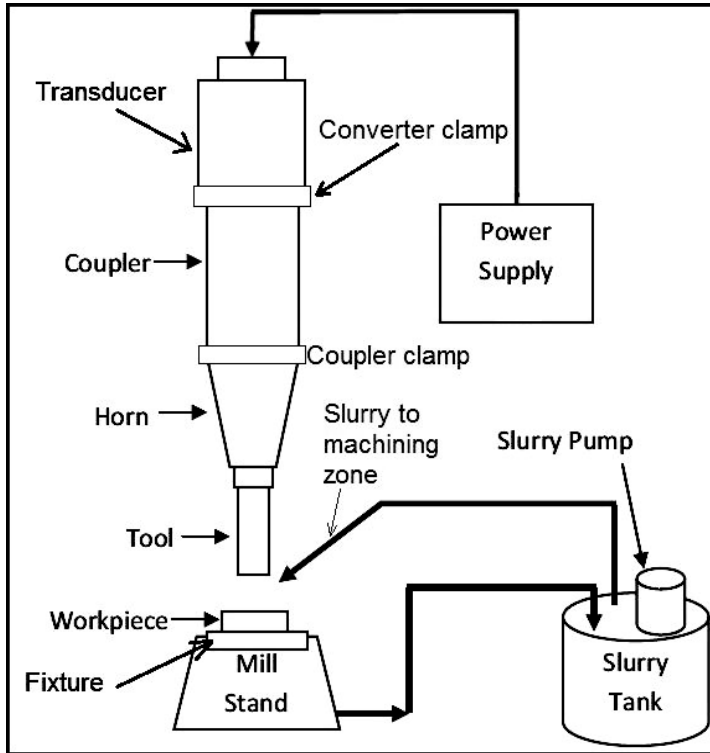 Transducer
Converter clamp
Power
Supply
Coupler
Coupler clamp
Horn
Slurry to
machining
zone
Slurry Pump
Tool
Workpiece
Fixture
Mill
Stand
Slurry
Tank